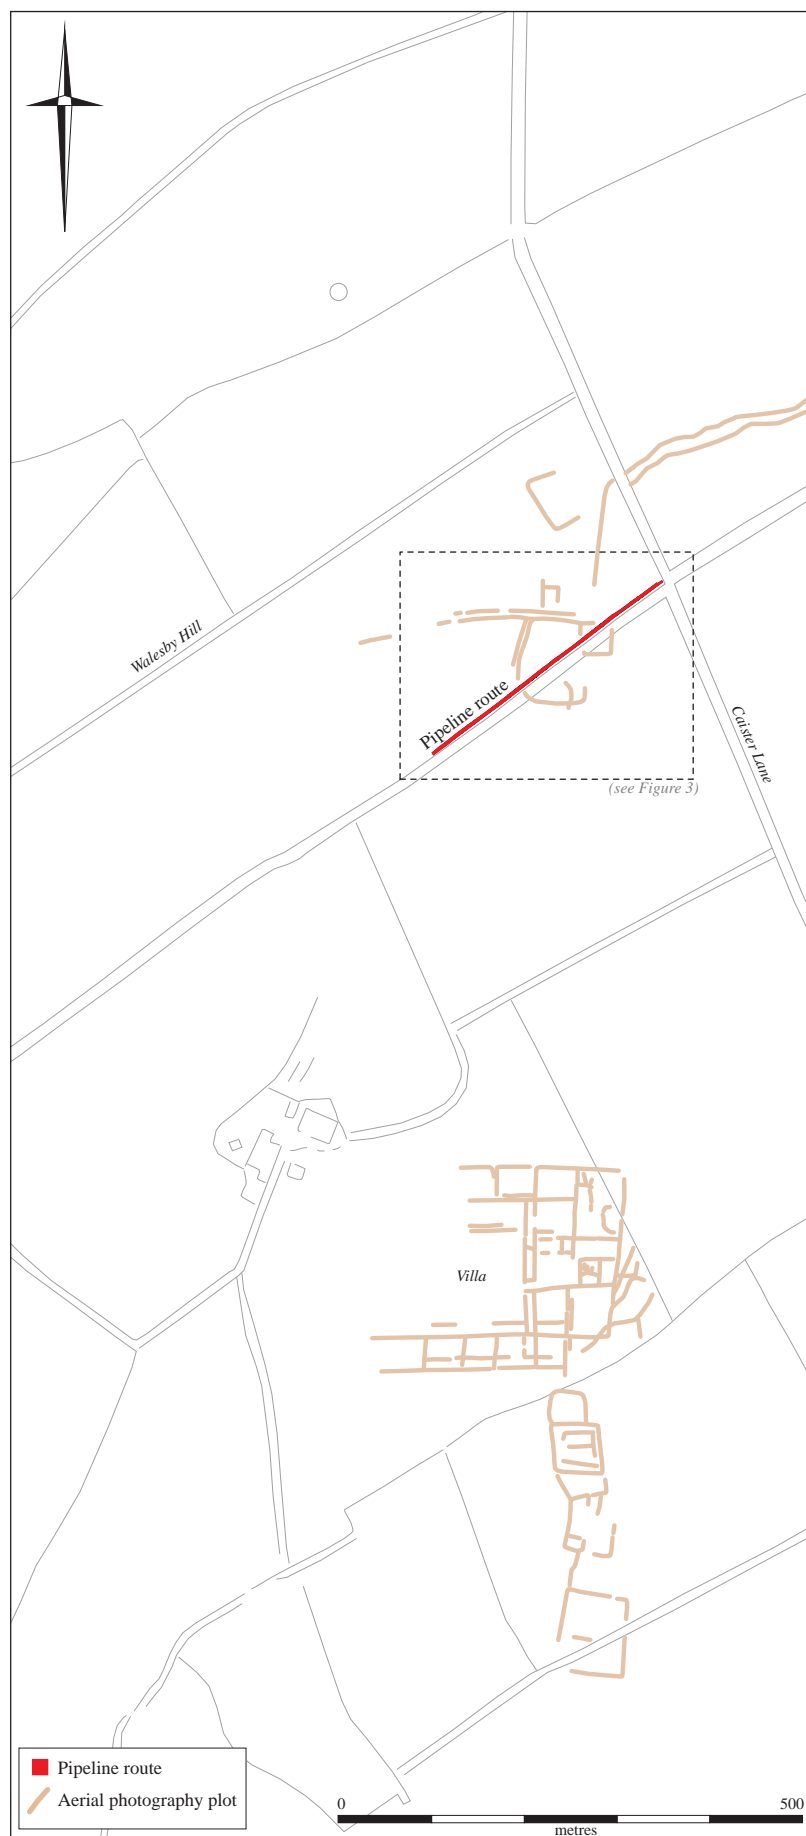 Walesby Hill
Pipeline route
Caister Lane
(see Figure 3)
Villa
Pipeline route
Aerial photography plot
0 500
metres